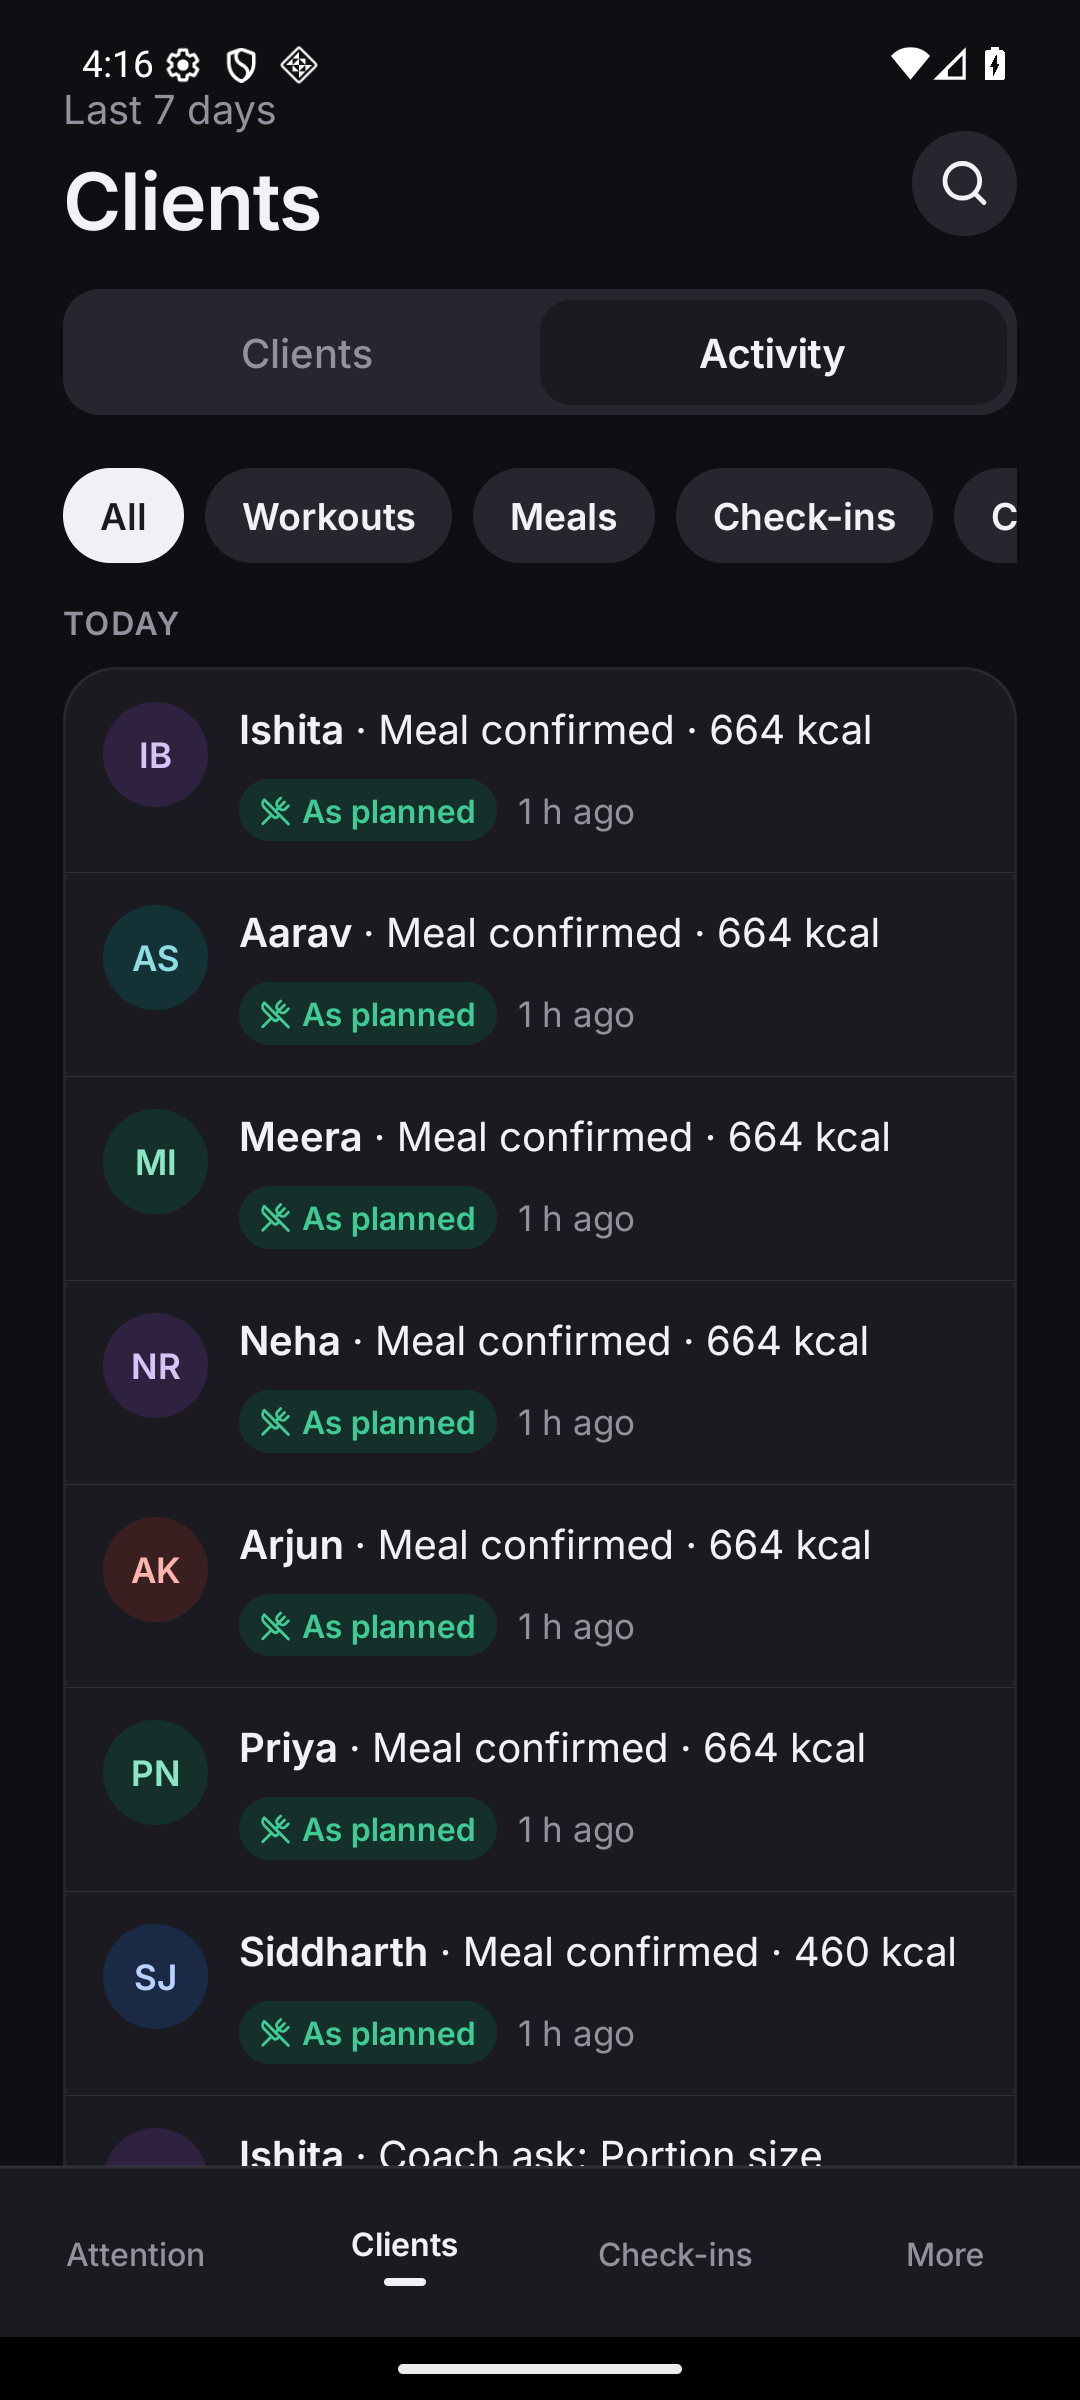 4:16
Last 7 days
Clients
Clients
Activity
All
Workouts
Meals
Check-ins
C
TODAY
IB
Ishita · Meal confirmed · 664 kcal
As planned
1 h ago
AS
Aarav · Meal confirmed · 664 kcal
As planned
1 h ago
MI
Meera · Meal confirmed · 664 kcal
As planned
1 h ago
NR
Neha · Meal confirmed · 664 kcal
As planned
1 h ago
AK
Arjun · Meal confirmed · 664 kcal
As planned
1 h ago
PN
Priya · Meal confirmed · 664 kcal
As planned
1 h ago
SJ
Siddharth · Meal confirmed · 460 kcal
As planned
1 h ago
Ishita · Coach ask: Portion size
Attention
Clients
Check-ins
More